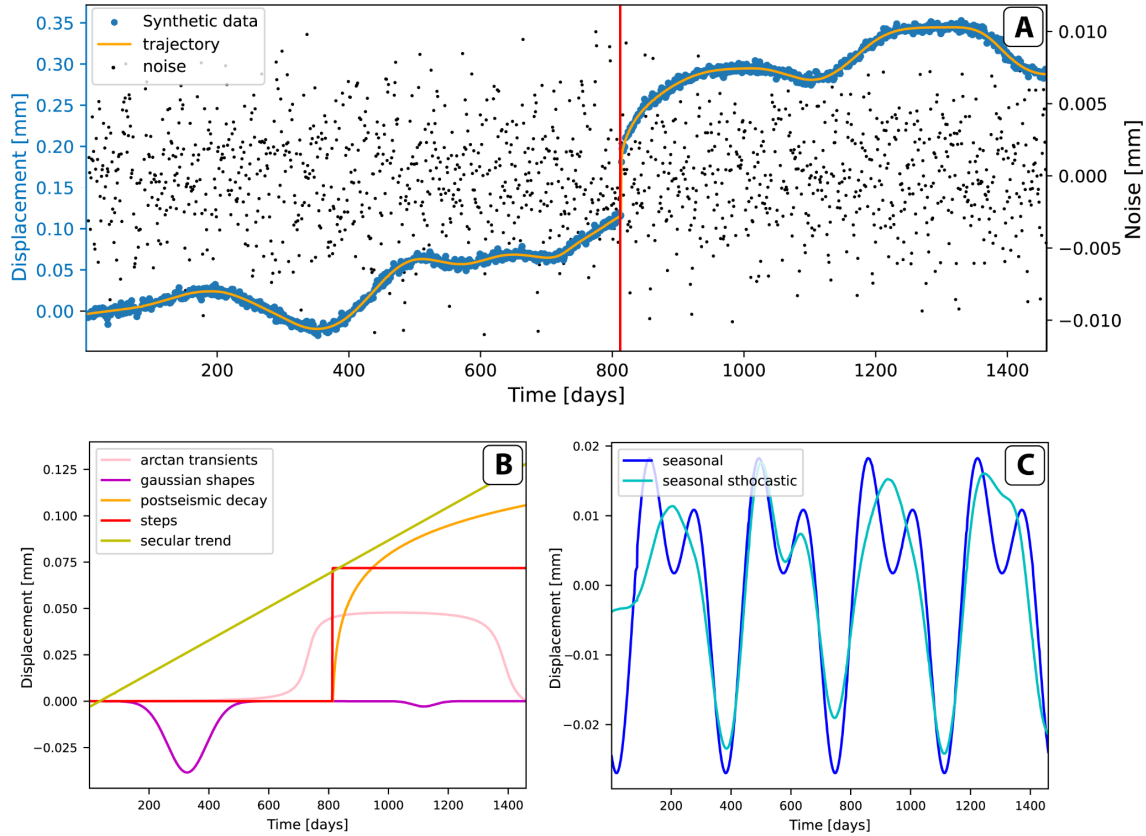 A
Synthetic data
trajectory
noise
0.35
0.30
0.25
0.20
0.15
0.10
0.05
0.00
Displacement [mm]
0.010
0.005
0.000
−0.005
−0.010
Noise [mm]
200 400 600 800 1000 1200 1400
Time [days]
B
arctan transients
gaussian shapes
postseismic decay
steps
secular trend
0.125
0.100
0.075
0.050
0.025
0.000
−0.025
Displacement [mm]
200 400 600 800 1000 1200 1400
Time [days]
C
seasonal
seasonal sthocastic
0.02
0.01
0.00
−0.01
−0.02
Displacement [mm]
200 400 600 800 1000 1200 1400
Time [days]